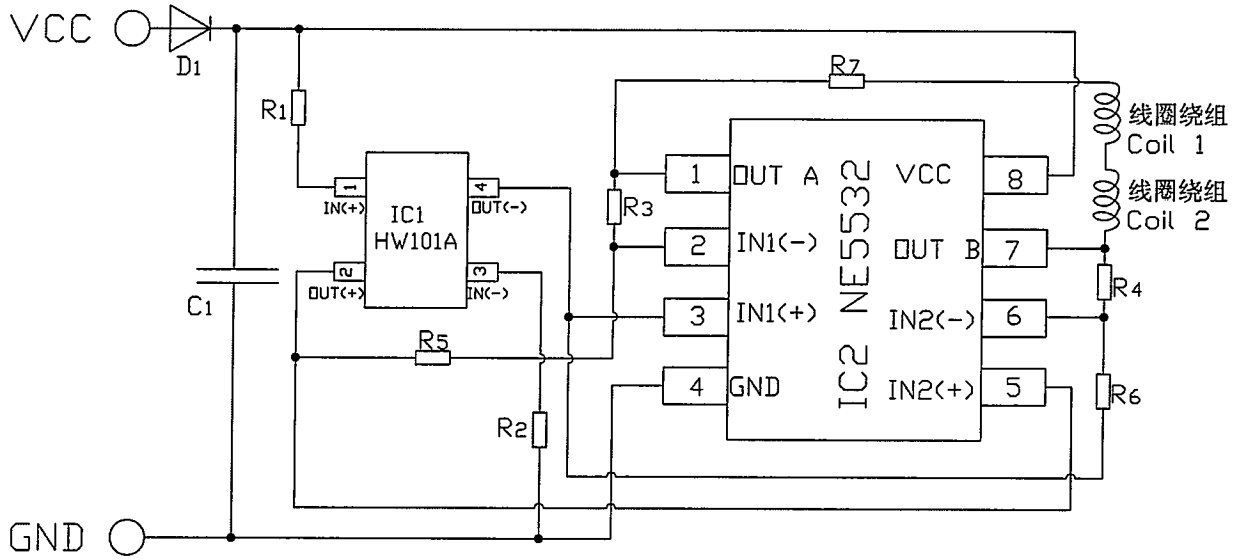 VCC
D1
R7
R1
线圈绕组
Coil 1
1
OUT A
VCC
8
1
IN(+)
4
OUT(-)
IC1
HW101A
R3
线圈绕组
Coil 2
2
IN1(-)
OUT B
7
2
OUT(+)
3
IN(-)
R4
C1
3
IN1(+)
IN2(-)
6
R5
4
GND
IC2 NE5532
IN2(+)
5
R6
R2
GND